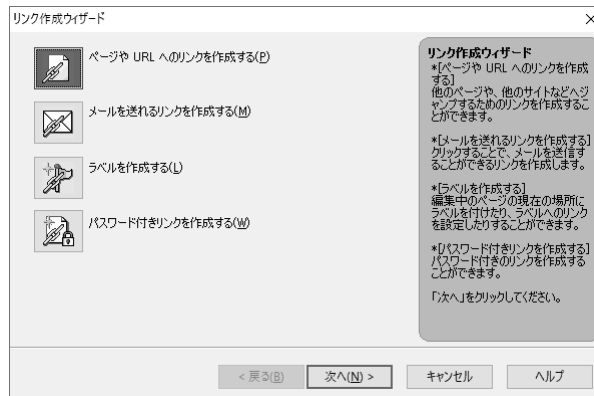 リンク作成ウィザード
ページや URL へのリンクを作成する(P)
メールを送れるリンクを作成する(M)
ラベルを作成する(L)
パスワード付きリンクを作成する(W)
リンク作成ウィザード
*[ページや URL へのリンクを作成
する]
他のページや、他のサイトなどへジ
ャンプするためのリンクを作成するこ
とができます。
*[メールを送れるリンクを作成する]
クリックすることで、メールを送信す
ることができるリンクを作成します。
*[ラベルを作成する]
編集中のページの現在の場所に
ラベルを付けたり、ラベルへのリンク
を設定したりすることができます。
*[パスワード付きリンクを作成する]
パスワード付きのリンクを作成する
ことができます。
「次へ」をクリックしてください。
< 戻る(B)
次へ(N) >
キャンセル
ヘルプ